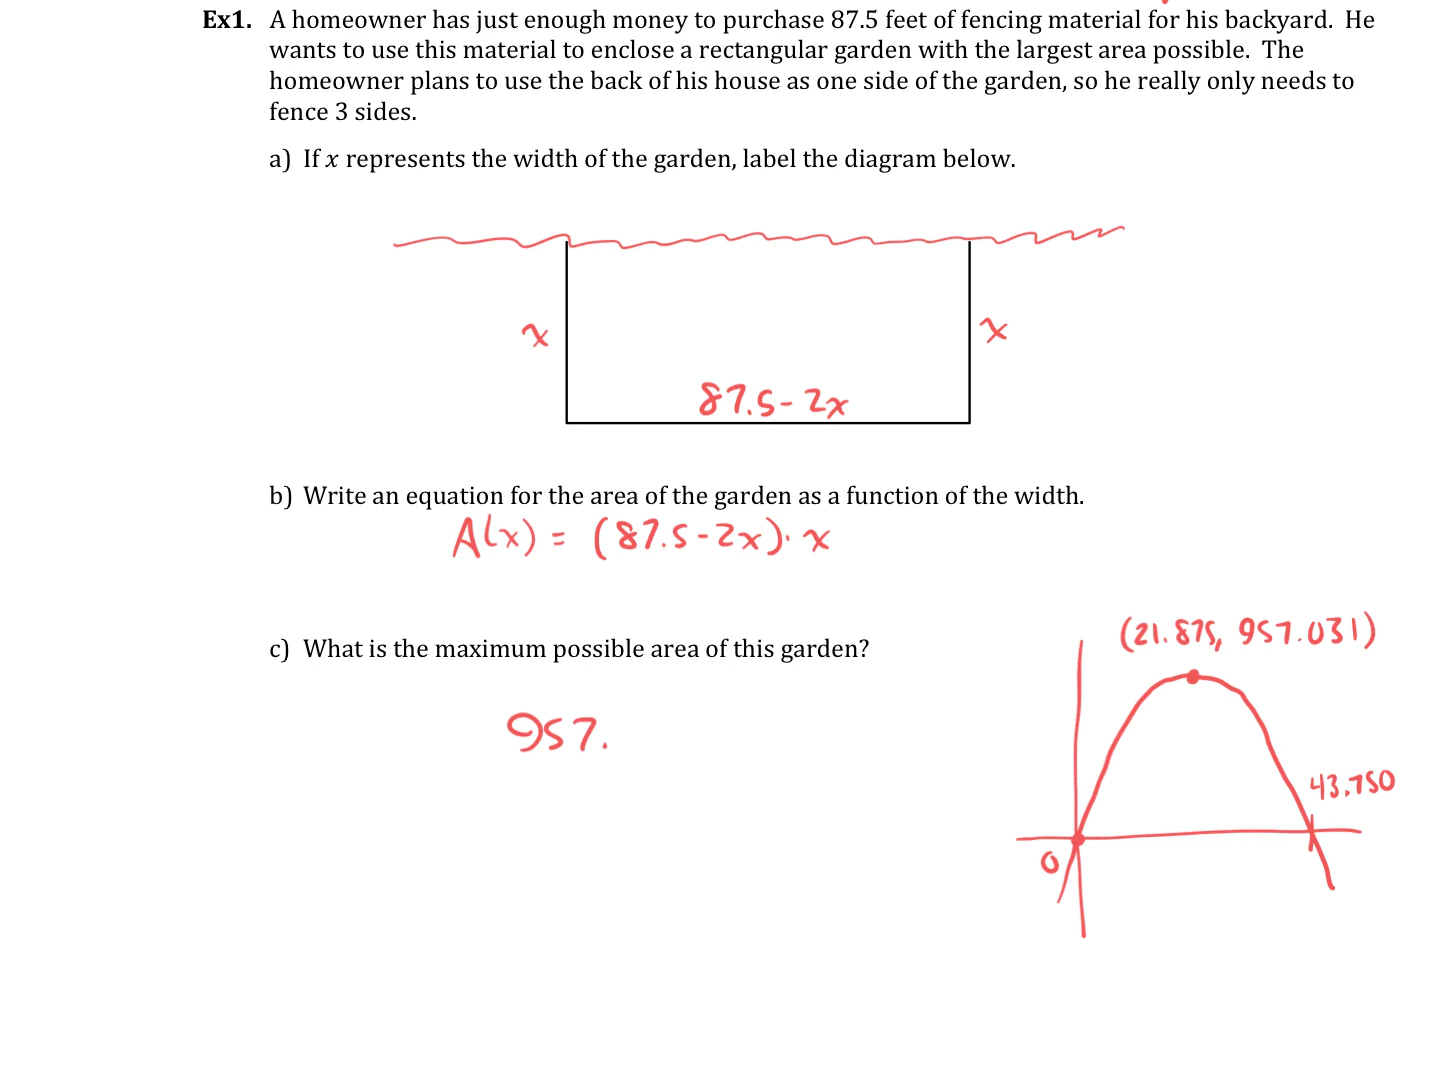 Ex1. A homeowner has just enough money to purchase 87.5 feet of fencing material for his backyard. He
wants to use this material to enclose a rectangular garden with the largest area possible. The
homeowner plans to use the back of his house as one side of the garden, so he really only needs to
fence 3 sides.
a) If x represents the width of the garden, label the diagram below.
x
x
87.5-2x
b) Write an equation for the area of the garden as a function of the width.
A(x) = (87.5-2x)·x
(21.875, 957.031)
c) What is the maximum possible area of this garden?
957.
43.750
0